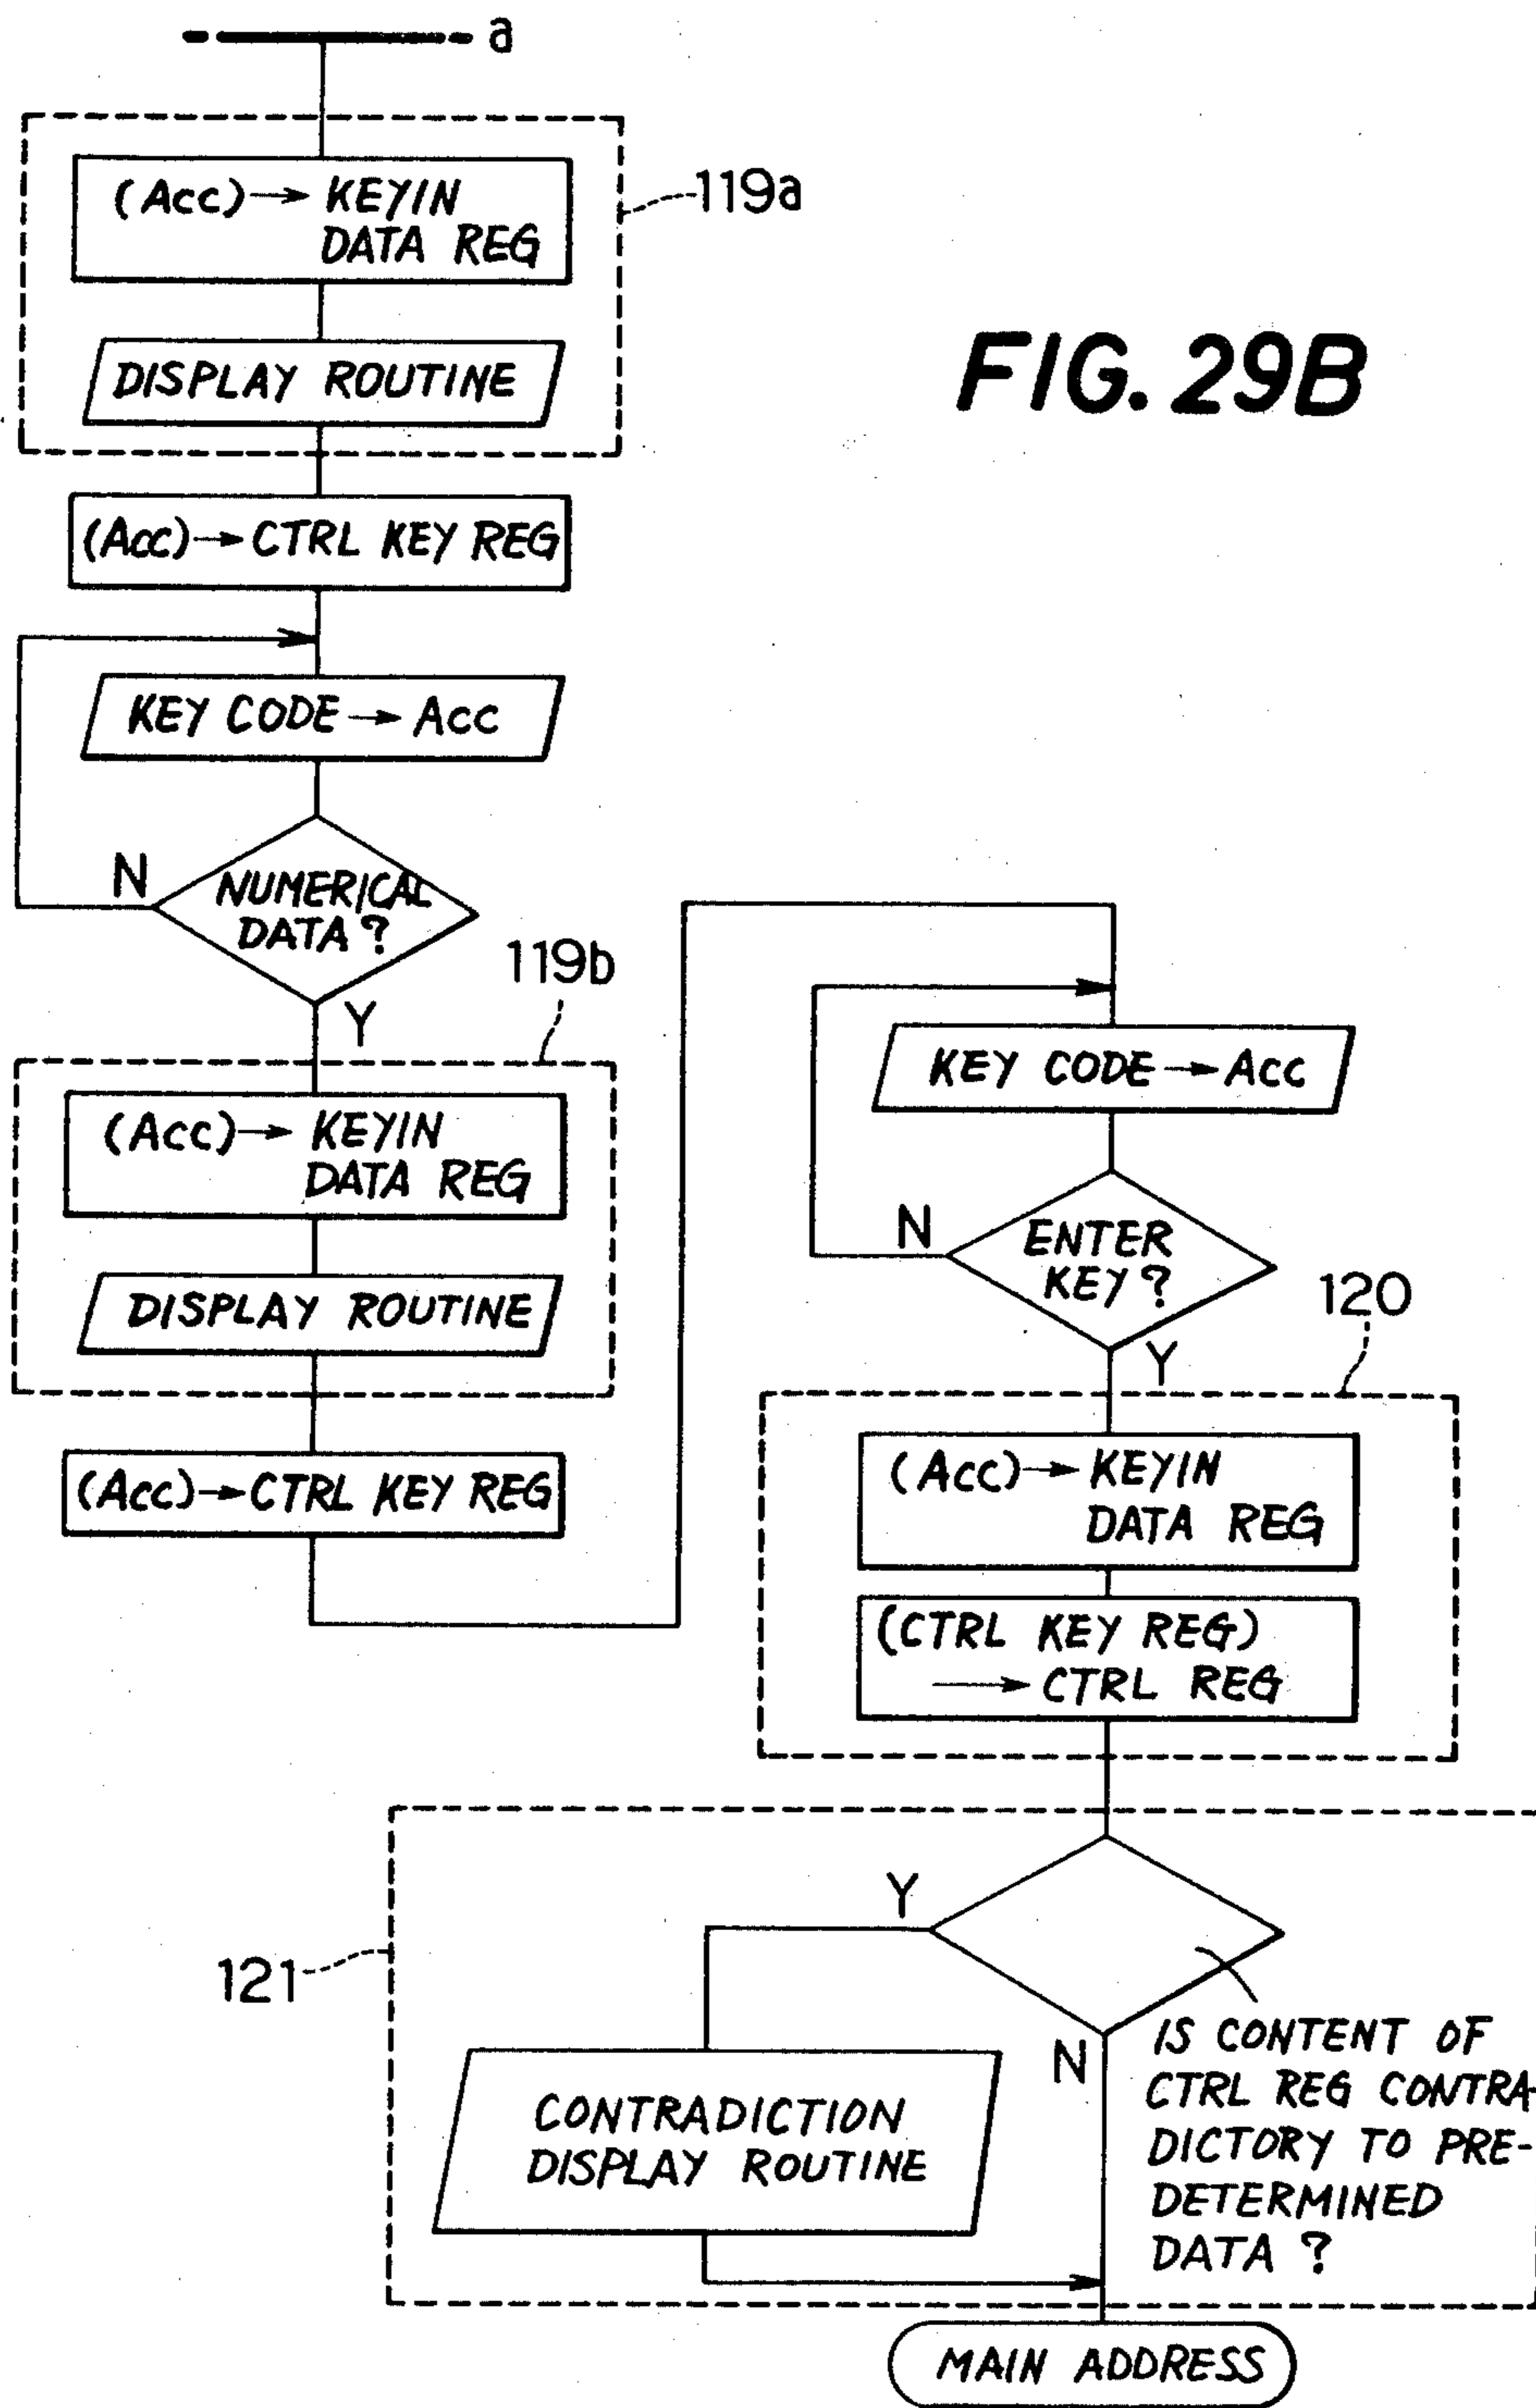 a
(Acc)→ KEYIN
DATA REG
119a
DISPLAY ROUTINE
FIG. 29B
(Acc)→CTRL KEY REG
KEY CODE→Acc
N
NUMERICAL
DATA?
Y
119b
(Acc)→ KEYIN
DATA REG
DISPLAY ROUTINE
(Acc)→CTRL KEY REG
KEY CODE→Acc
N
ENTER
KEY?
Y
120
(Acc)→KEYIN
DATA REG
(CTRL KEY REG)
→CTRL REG
121
Y
N
IS CONTENT OF
CTRL REG CONTRA-
DICTORY TO PRE-
DETERMINED
DATA?
CONTRADICTION
DISPLAY ROUTINE
MAIN ADDRESS